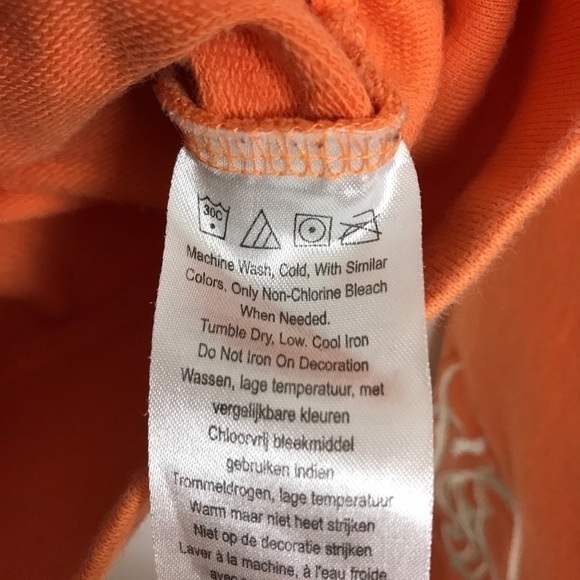 30C
Machine Wash, Cold, With Similar
Colors. Only Non-Chlorine Bleach
When Needed.
Tumble Dry, Low. Cool Iron
Do Not Iron On Decoration
Wassen, lage temperatuur, met
vergelijkbare kleuren
Chloorvrij bleekmiddel
gebruiken indien
Trommeldrogen, lage temperatuur
Warm maar niet heet strijken
Niet op de decoratie strijken
Laver à la machine, à l'eau froide
avec